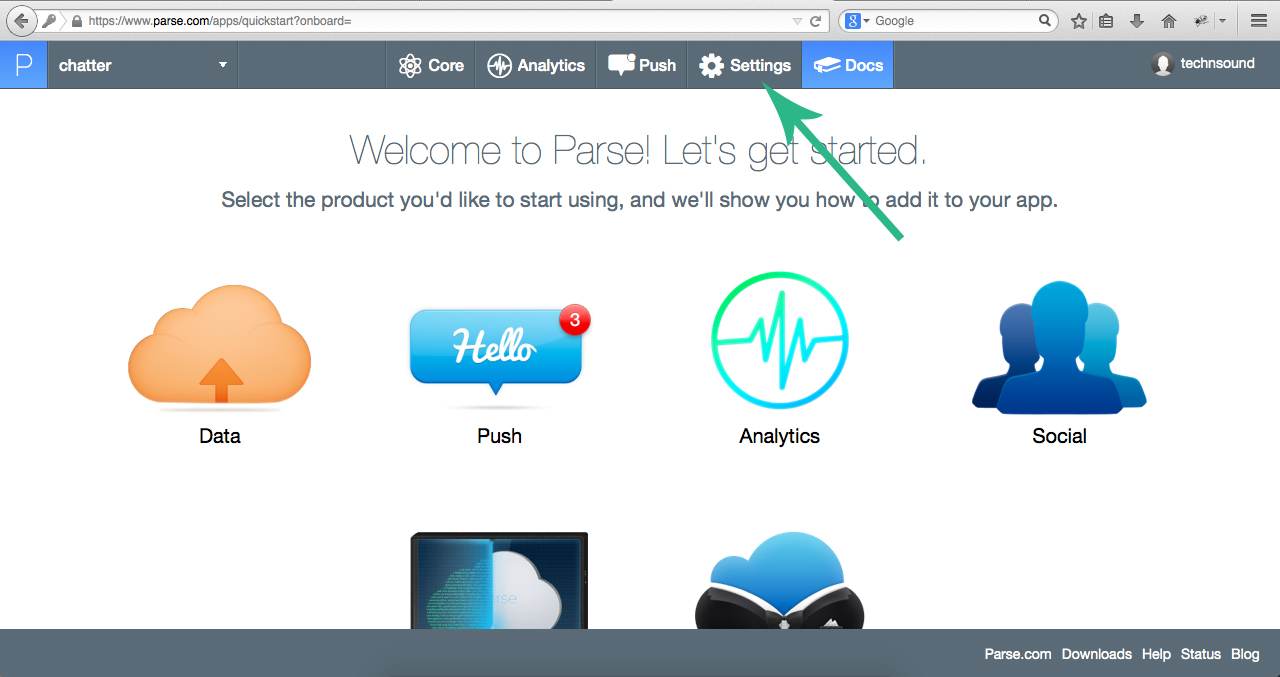 https://www.parse.com/apps/quickstart?onboard=
Google
P chatter Core Analytics Push Settings Docs technsound
Welcome to Parse! Let's get started.
Select the product you'd like to start using, and we'll show you how to add it to your app.
Hello 3
Data Push Analytics Social
Parse.com Downloads Help Status Blog